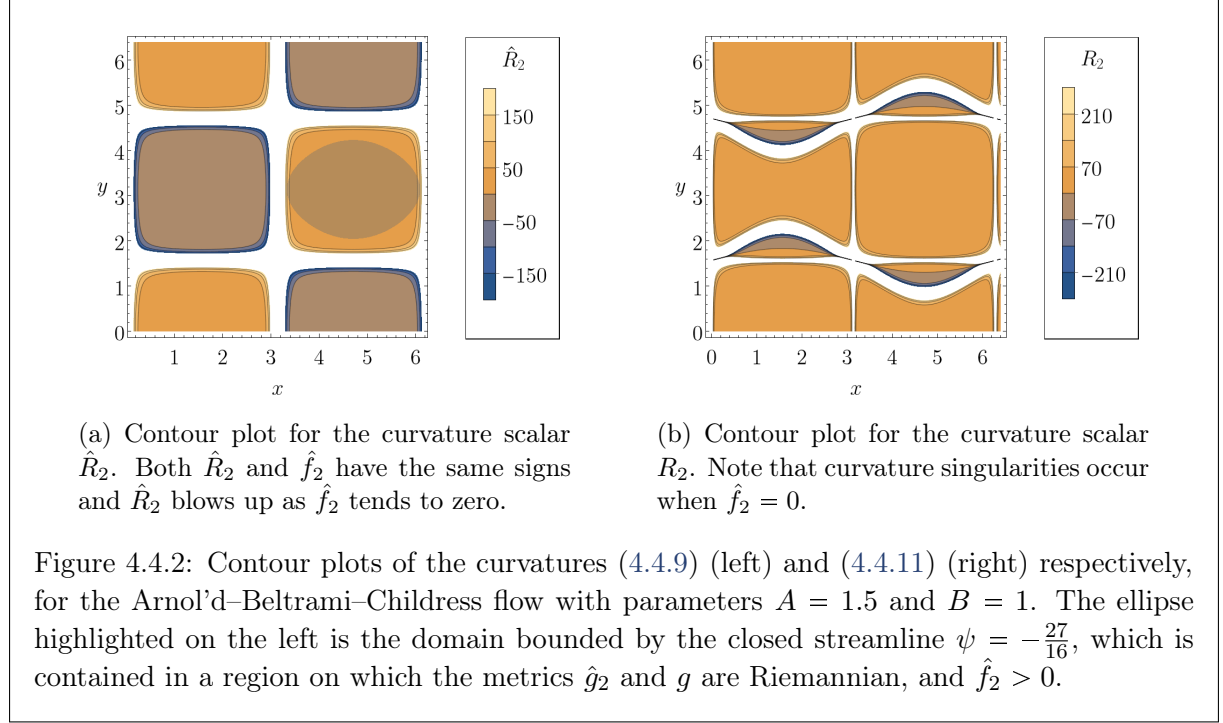 R̂₂
150
50
−50
−150
6
5
4
y 3
2
1
0
1 2 3 4 5 6
x
R₂
210
70
−70
−210
6
5
4
y 3
2
1
0
0 1 2 3 4 5 6
x
(a) Contour plot for the curvature scalar
R̂₂. Both R̂₂ and f̂₂ have the same signs
and R̂₂ blows up as f̂₂ tends to zero.
(b) Contour plot for the curvature scalar
R₂. Note that curvature singularities occur
when f̂₂ = 0.
Figure 4.4.2: Contour plots of the curvatures (4.4.9) (left) and (4.4.11) (right) respectively,
for the Arnol'd–Beltrami–Childress flow with parameters A = 1.5 and B = 1. The ellipse
highlighted on the left is the domain bounded by the closed streamline ψ = −27/16, which is
contained in a region on which the metrics ĝ₂ and g are Riemannian, and f̂₂ > 0.